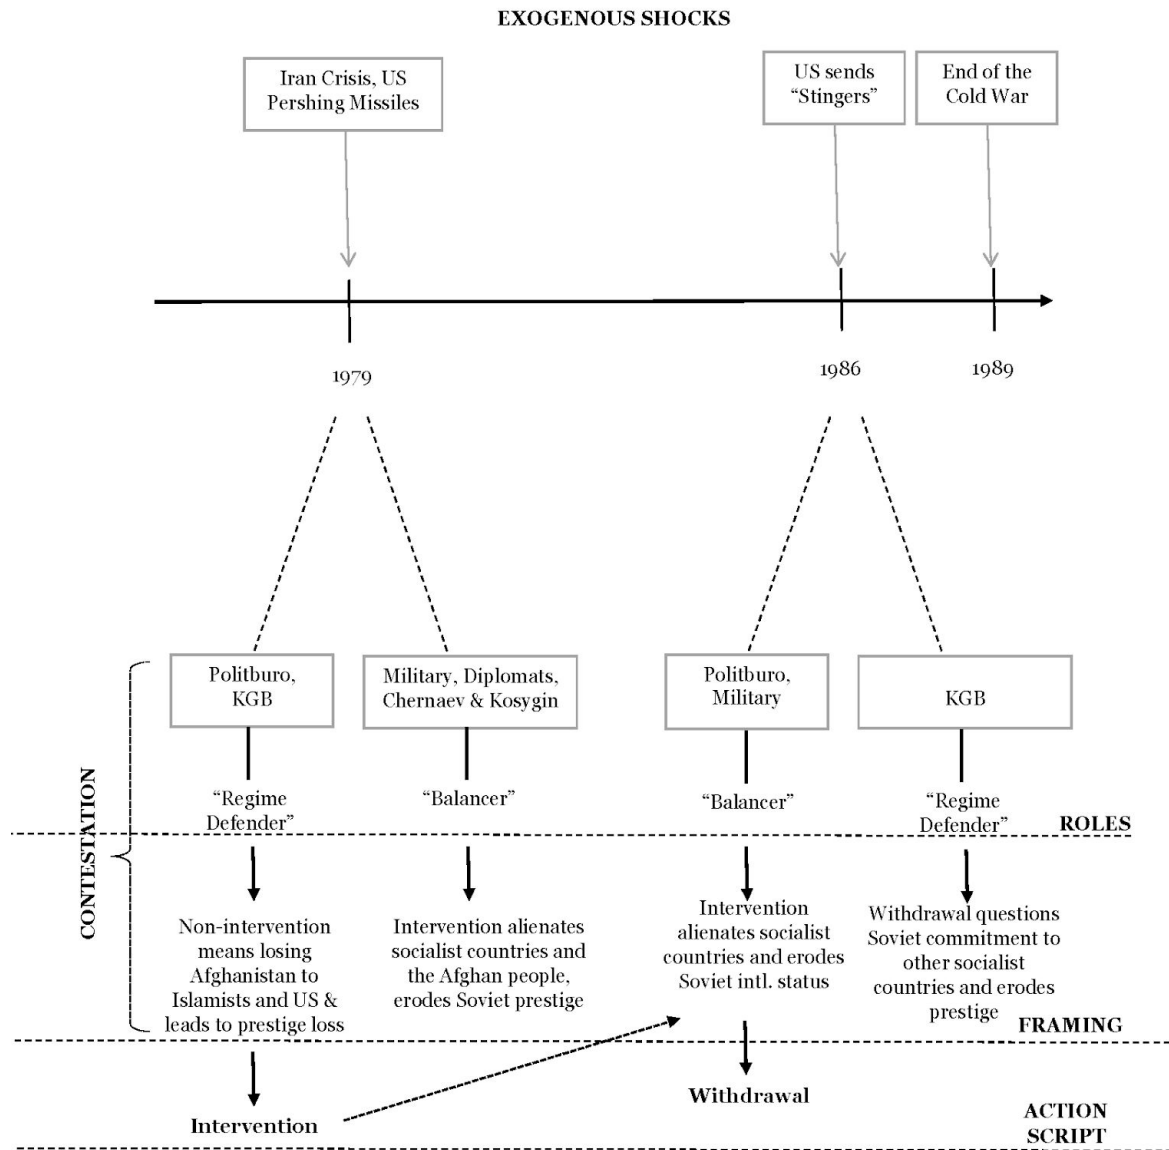 EXOGENOUS SHOCKS
Iran Crisis, US
Pershing Missiles
US sends
“Stingers”
End of the
Cold War
1979
1986
1989
CONTESTATION
Politburo,
KGB
Military, Diplomats,
Chernaev & Kosygin
Politburo,
Military
KGB
“Regime
Defender”
“Balancer”
“Balancer”
“Regime
Defender”
ROLES
Non-intervention
means losing
Afghanistan to
Islamists and US &
leads to prestige loss
Intervention alienates
socialist countries and
the Afghan people,
erodes Soviet prestige
Intervention
alienates socialist
countries and erodes
Soviet intl. status
Withdrawal questions
Soviet commitment to
other socialist
countries and erodes
prestige
FRAMING
Intervention
Withdrawal
ACTION
SCRIPT